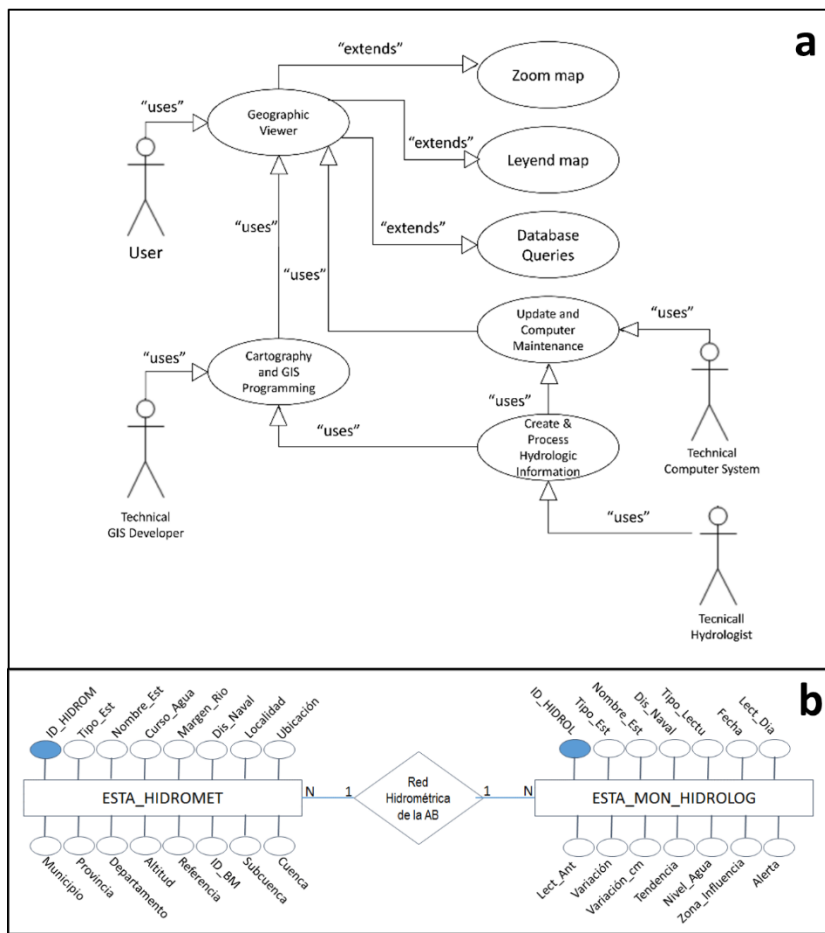 a
“extends”
Zoom map
“uses”
Geographic
Viewer
“extends”
Leyend map
User
“uses”
“extends”
Database
Queries
“uses”
Update and
Computer
Maintenance
“uses”
“uses”
Cartography
and GIS
Programming
“uses”
“uses”
Create &
Process
Hydrologic
Information
Technical
Computer System
Technical
GIS Developer
“uses”
Tecnicall
Hydrologist
b
ID_HIDROM
Tipo_Est
Nombre_Est
Curso_Agua
Margen_Rio
Dis_Naval
Localidad
Ubicación
ID_HIDROL
Tipo_Est
Nombre_Est
Dis_Naval
Tipo_Lectu
Fecha
Lect_Dia
ESTA_HIDROMET
N
1
Red
Hidrométrica
de la AB
1
N
ESTA_MON_HIDROLOG
Municipio
Provincia
Departamento
Altitud
Referencia
ID_BM
Subcuenca
Cuenca
Lect_Ant
Variación
Variación_cm
Tendencia
Nivel_Agua
Zona_Influencia
Alerta